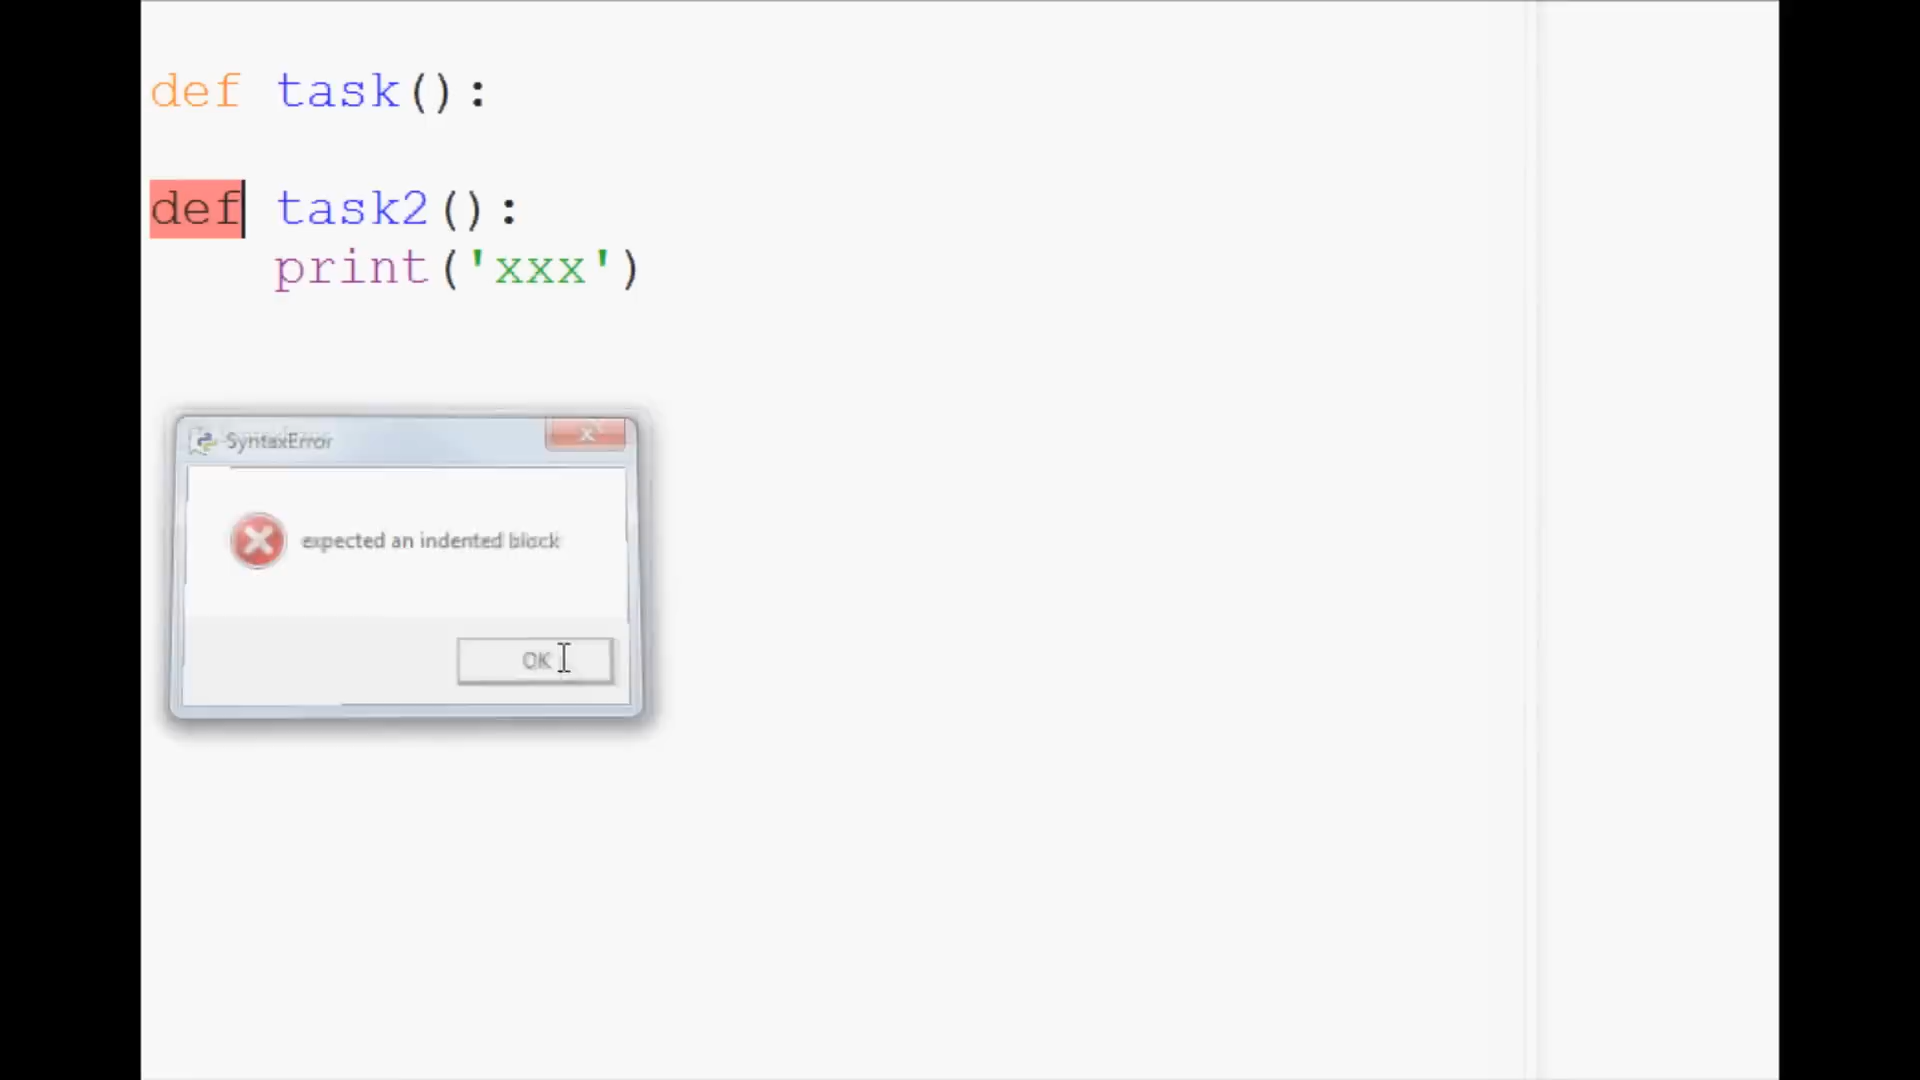 def task():
def task2():
print('xxx')
SyntaxError
expected an indented block
OK